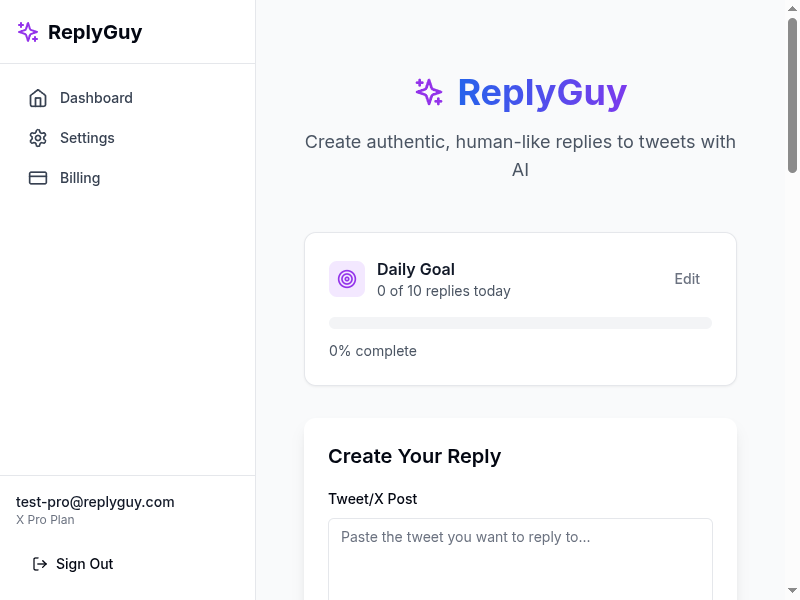 ReplyGuy
Dashboard
Settings
Billing
test-pro@replyguy.com
X Pro Plan
Sign Out
ReplyGuy
Create authentic, human-like replies to tweets with
AI
Daily Goal
0 of 10 replies today
Edit
0% complete
Create Your Reply
Tweet/X Post
Paste the tweet you want to reply to...